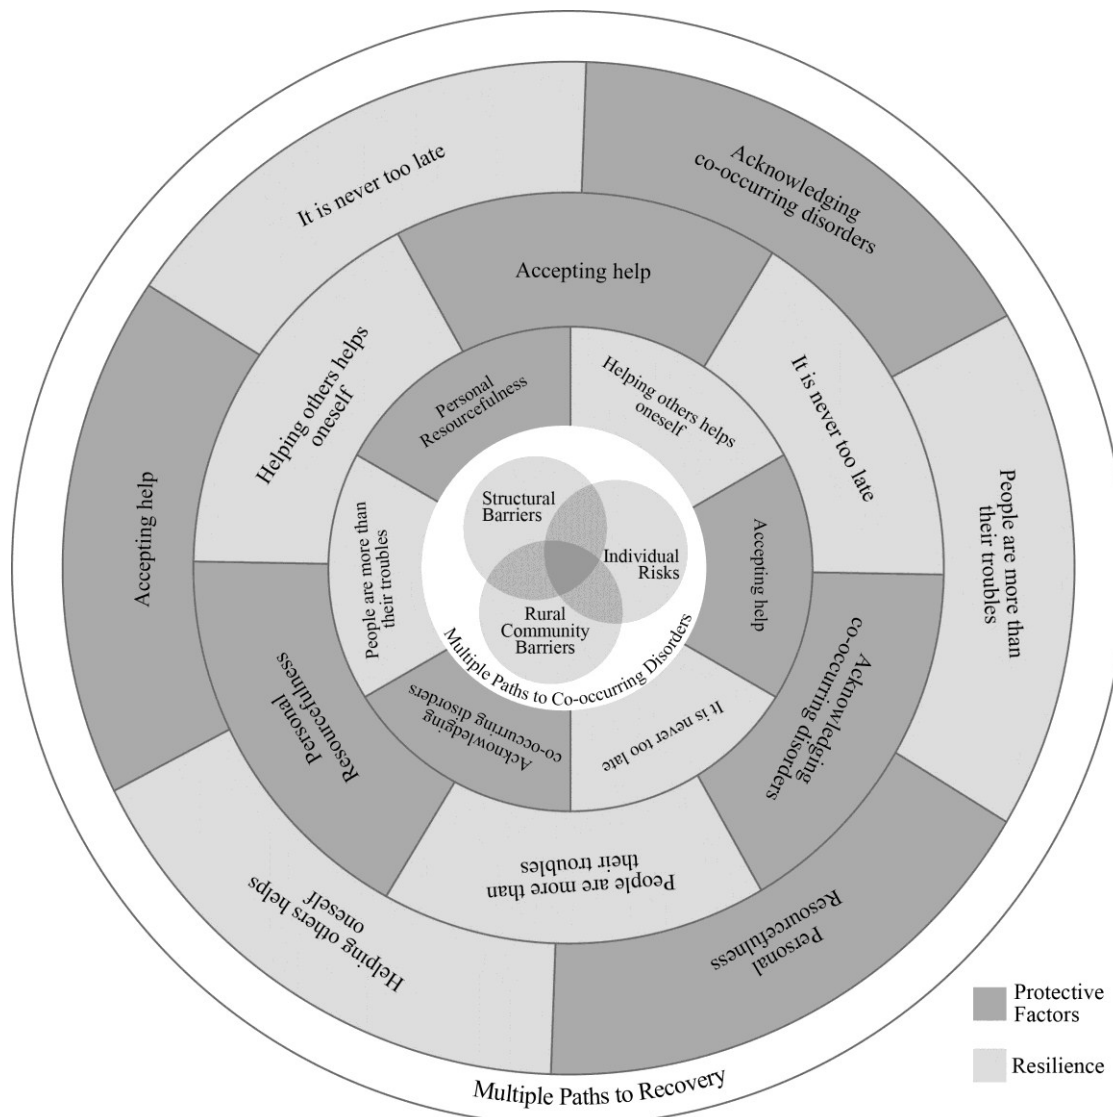 It is never too late
Acknowledging
co-occurring disorders
People are more than
their troubles
Personal
Resourcefulness
Helping others helps
oneself
Accepting help
Accepting help
It is never too late
Acknowledging
co-occurring disorders
People are more than
their troubles
Personal
Resourcefulness
Helping others helps
oneself
Personal
Resourcefulness
Helping others helps
oneself
Accepting help
It is never too late
Acknowledging
co-occurring disorders
People are more than
their troubles
Structural
Barriers
Individual
Risks
Rural
Community
Barriers
Multiple Paths to Co-occurring Disorders
Multiple Paths to Recovery
Protective
Factors
Resilience